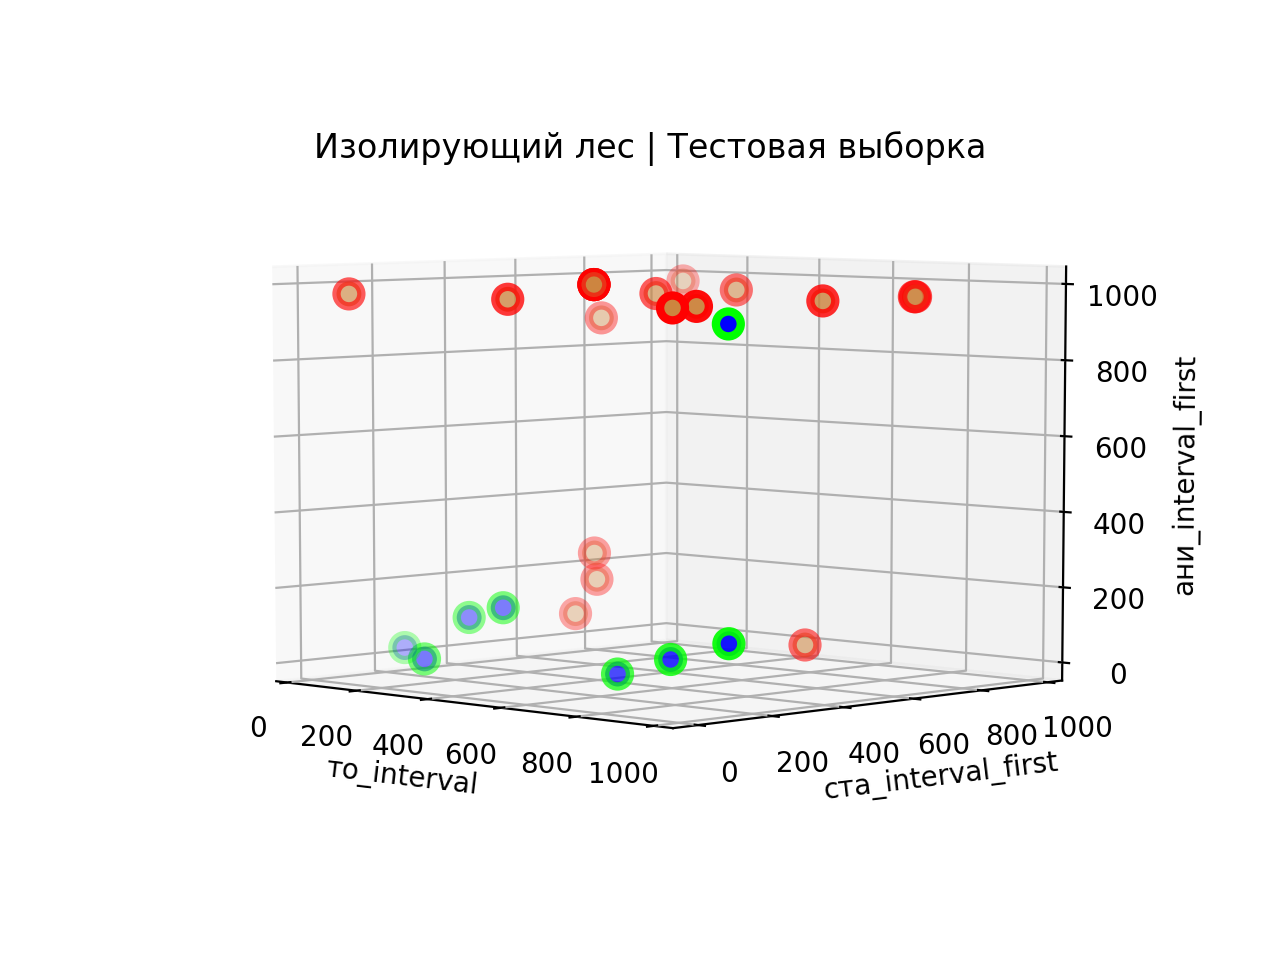 Изолирующий лес | Тестовая выборка
1000
800
600
400
200
0
ани_interval_first
0 200 400 600 800 1000
то_interval
0 200 400 600 800 1000
ста_interval_first